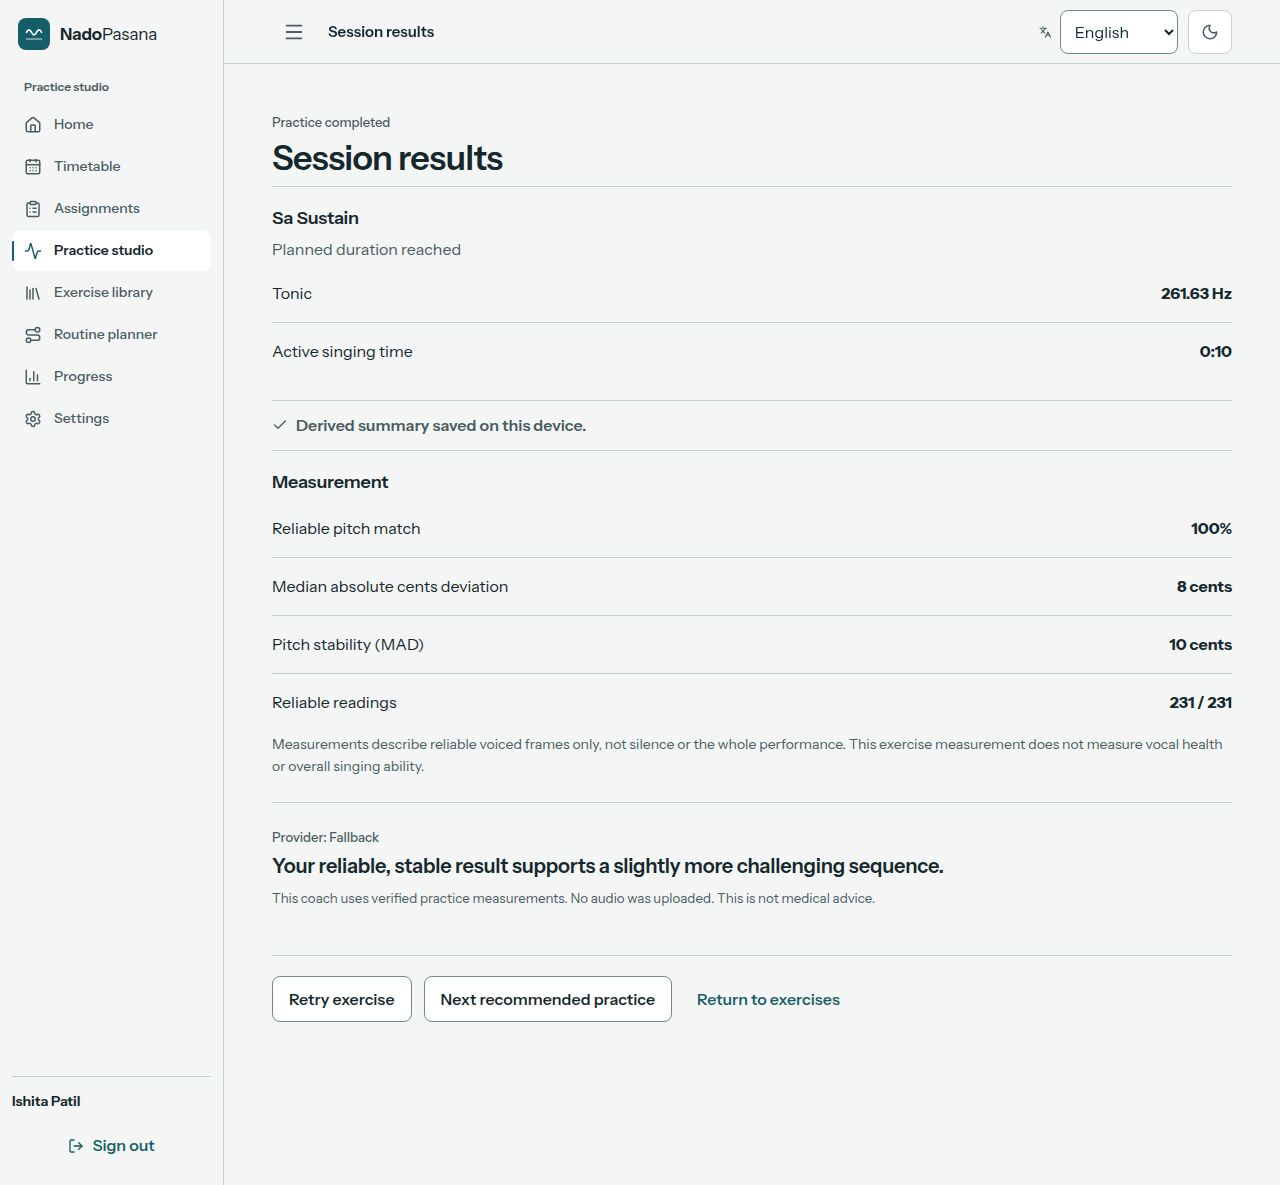 NadoPasana
Practice studio
Home
Timetable
Assignments
Practice studio
Exercise library
Routine planner
Progress
Settings
Ishita Patil
Sign out
Session results
English
Practice completed
Session results
Sa Sustain
Planned duration reached
Tonic 261.63 Hz
Active singing time 0:10
Derived summary saved on this device.
Measurement
Reliable pitch match 100%
Median absolute cents deviation 8 cents
Pitch stability (MAD) 10 cents
Reliable readings 231 / 231
Measurements describe reliable voiced frames only, not silence or the whole performance. This exercise measurement does not measure vocal health
or overall singing ability.
Provider: Fallback
Your reliable, stable result supports a slightly more challenging sequence.
This coach uses verified practice measurements. No audio was uploaded. This is not medical advice.
Retry exercise
Next recommended practice
Return to exercises